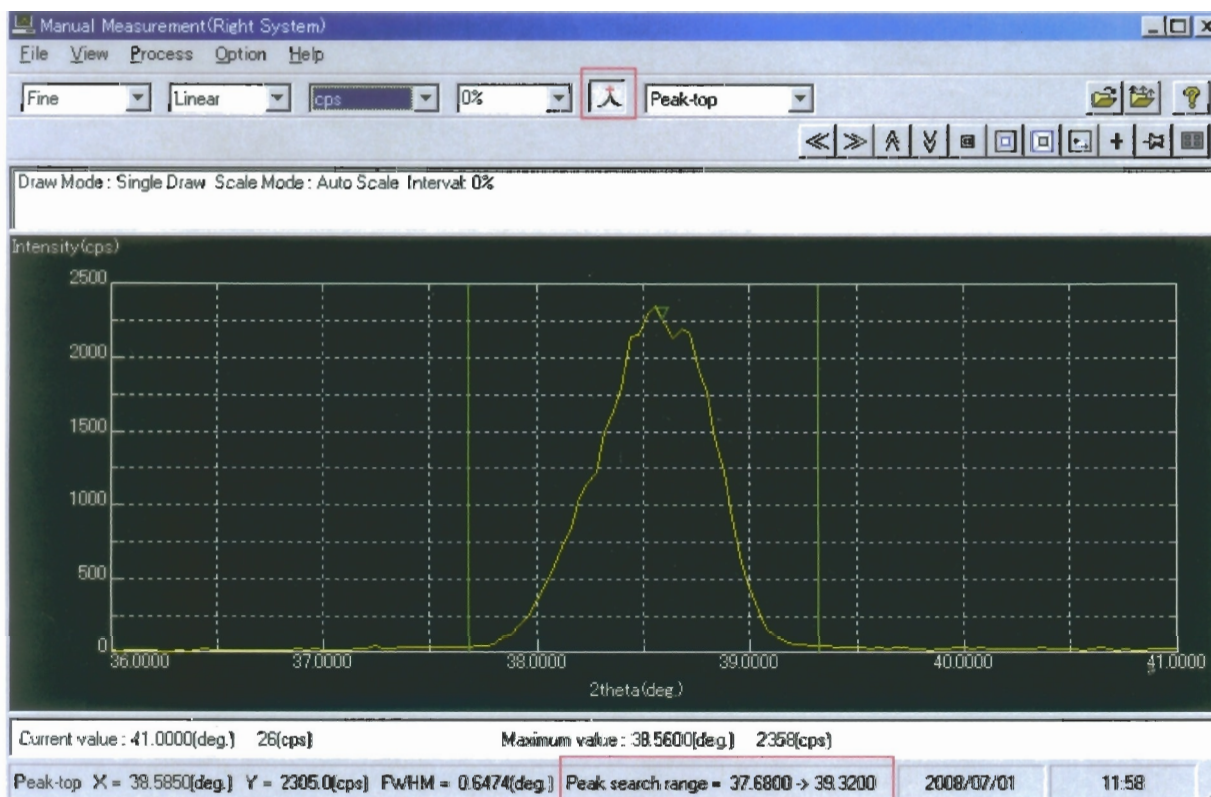 Manual Measurement(Right System)
File View Process Option Help
Fine Linear cps 0% Peak-top
Draw Mode : Single Draw Scale Mode : Auto Scale Interval: 0%
Intensity(cps)
2500
2000
1500
1000
500
0
36.0000 37.0000 38.0000 39.0000 40.0000 41.0000
2theta(deg.)
Current value : 41.0000(deg.) 26(cps) Maximum value : 38.5600(deg.) 2358(cps)
Peak-top X = 38.5850(deg.) Y = 2305.0(cps) FWHM = 0.6474(deg.) Peak search range = 37.6800 -> 39.3200 2008/07/01 11:58